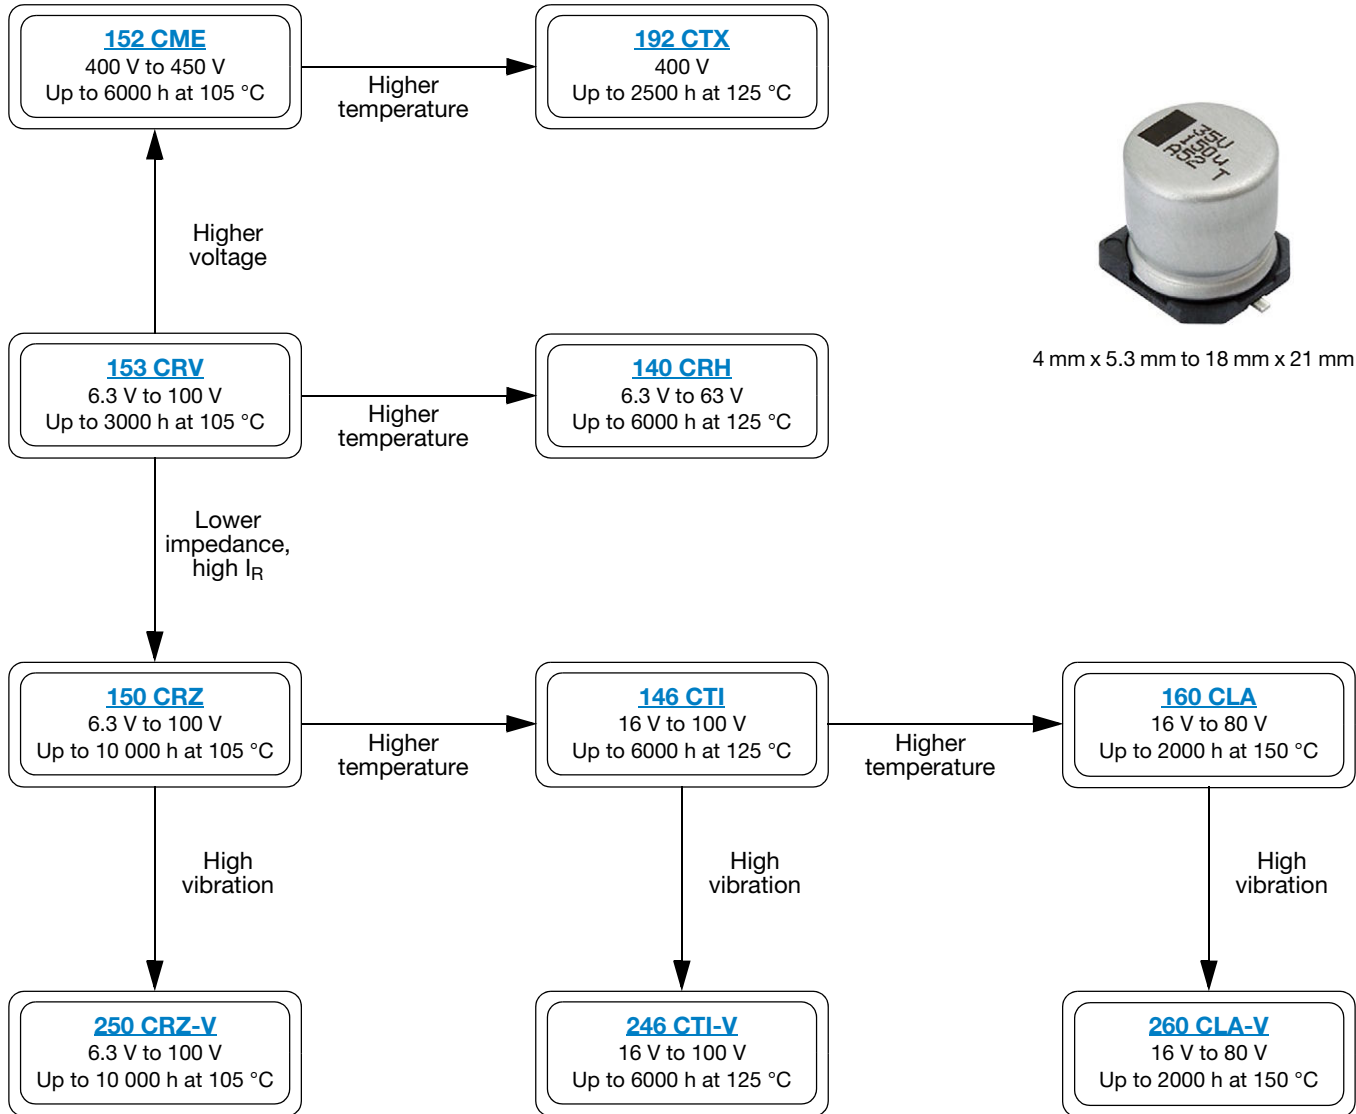 152 CME
400 V to 450 V
Up to 6000 h at 105 °C
Higher
temperature
192 CTX
400 V
Up to 2500 h at 125 °C
Higher
voltage
4 mm x 5.3 mm to 18 mm x 21 mm
153 CRV
6.3 V to 100 V
Up to 3000 h at 105 °C
Higher
temperature
140 CRH
6.3 V to 63 V
Up to 6000 h at 125 °C
Lower
impedance,
high IR
150 CRZ
6.3 V to 100 V
Up to 10 000 h at 105 °C
Higher
temperature
146 CTI
16 V to 100 V
Up to 6000 h at 125 °C
Higher
temperature
160 CLA
16 V to 80 V
Up to 2000 h at 150 °C
High
vibration
High
vibration
High
vibration
250 CRZ-V
6.3 V to 100 V
Up to 10 000 h at 105 °C
246 CTI-V
16 V to 100 V
Up to 6000 h at 125 °C
260 CLA-V
16 V to 80 V
Up to 2000 h at 150 °C